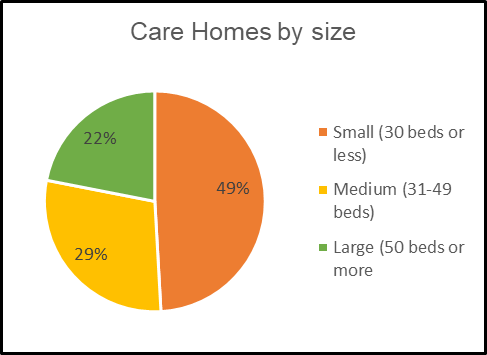 Care Homes by size
22%
49%
29%
Small (30 beds or
less)
Medium (31-49
beds)
Large (50 beds or
more